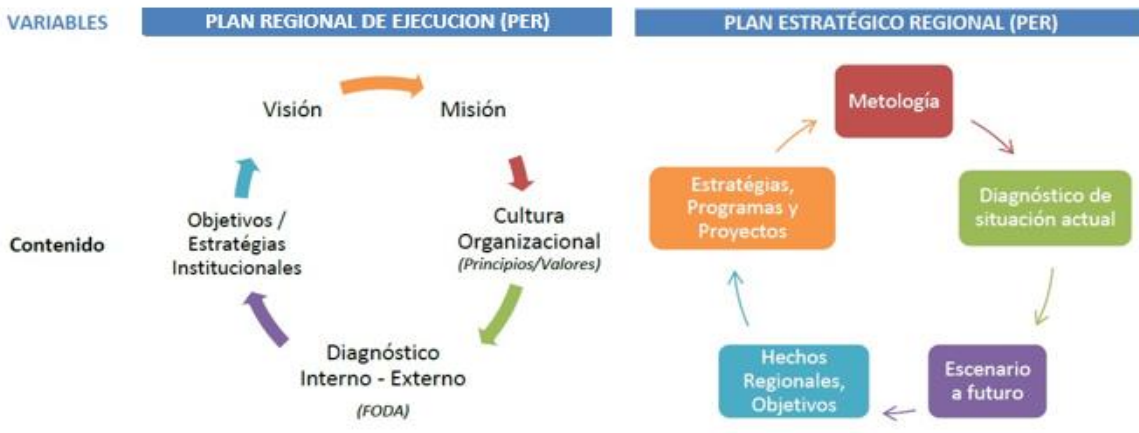 VARIABLES
PLAN REGIONAL DE EJECUCION (PER)
PLAN ESTRATÉGICO REGIONAL (PER)
Contenido
Visión
Misión
Cultura
Organizacional
(Principios/Valores)
Diagnóstico
Interno - Externo
(FODA)
Objetivos /
Estratégias
Institucionales
Metología
Diagnóstico de
situación actual
Escenario
a futuro
Hechos
Regionales,
Objetivos
Estratégias,
Programas y
Proyectos